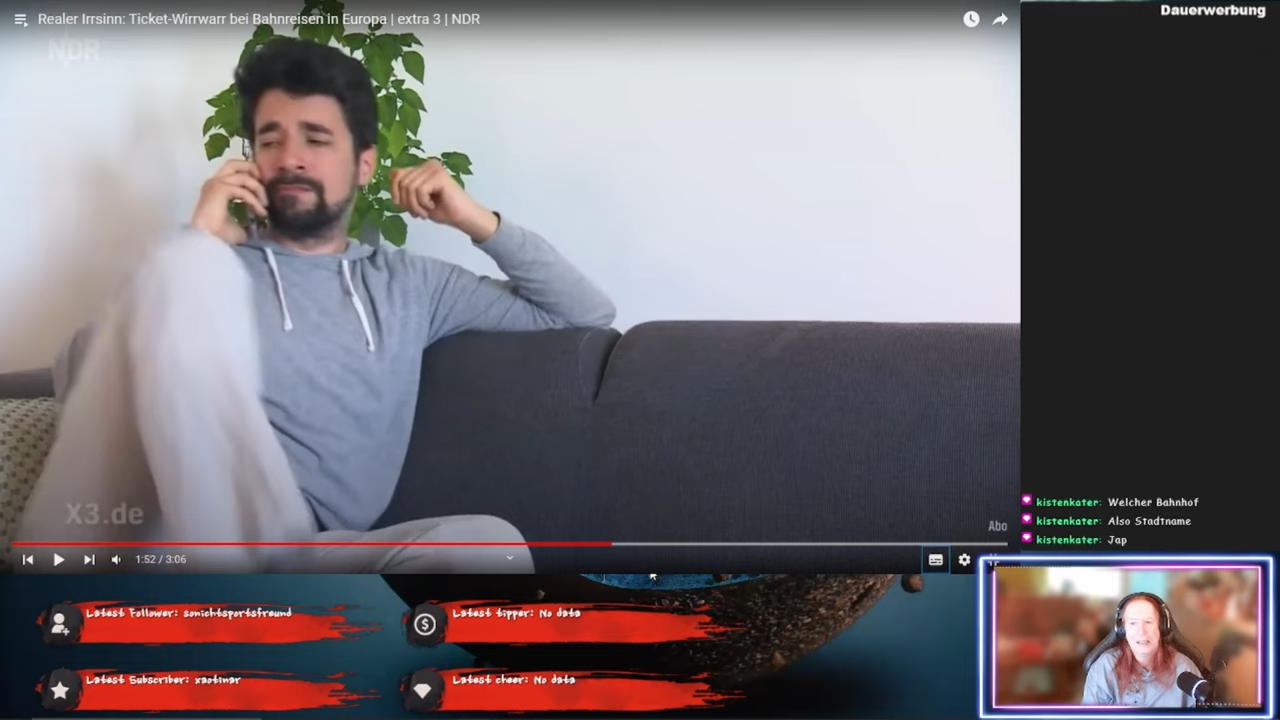 Realer Irrsinn: Ticket-Wirrwarr bei Bahnreisen in Europa | extra 3 | NDR
Dauerwerbung
NDR
X3.de
Abo
1:52 / 3:06
kistenkater: Welcher Bahnhof
kistenkater: Also Stadtname
kistenkater: Jap
Latest Follower: sonichtsportsfreund
Latest tipper: No data
Latest Subscriber: xaotinar
Latest cheer: No data